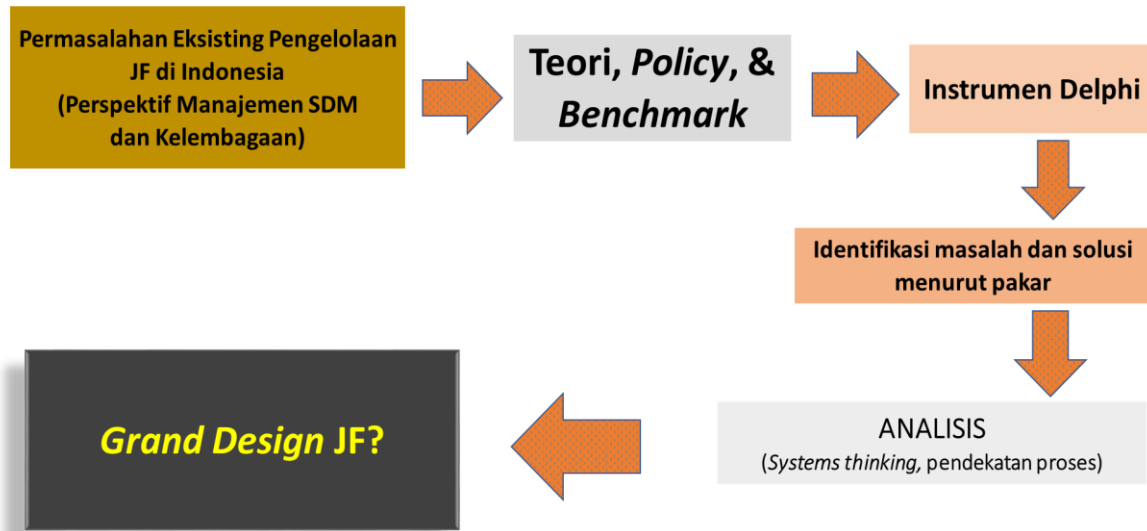 Permasalahan Eksisting Pengelolaan
JF di Indonesia
(Perspektif Manajemen SDM
dan Kelembagaan)
Teori, Policy, &
Benchmark
Instrumen Delphi
Identifikasi masalah dan solusi
menurut pakar
ANALISIS
(Systems thinking, pendekatan proses)
Grand Design JF?